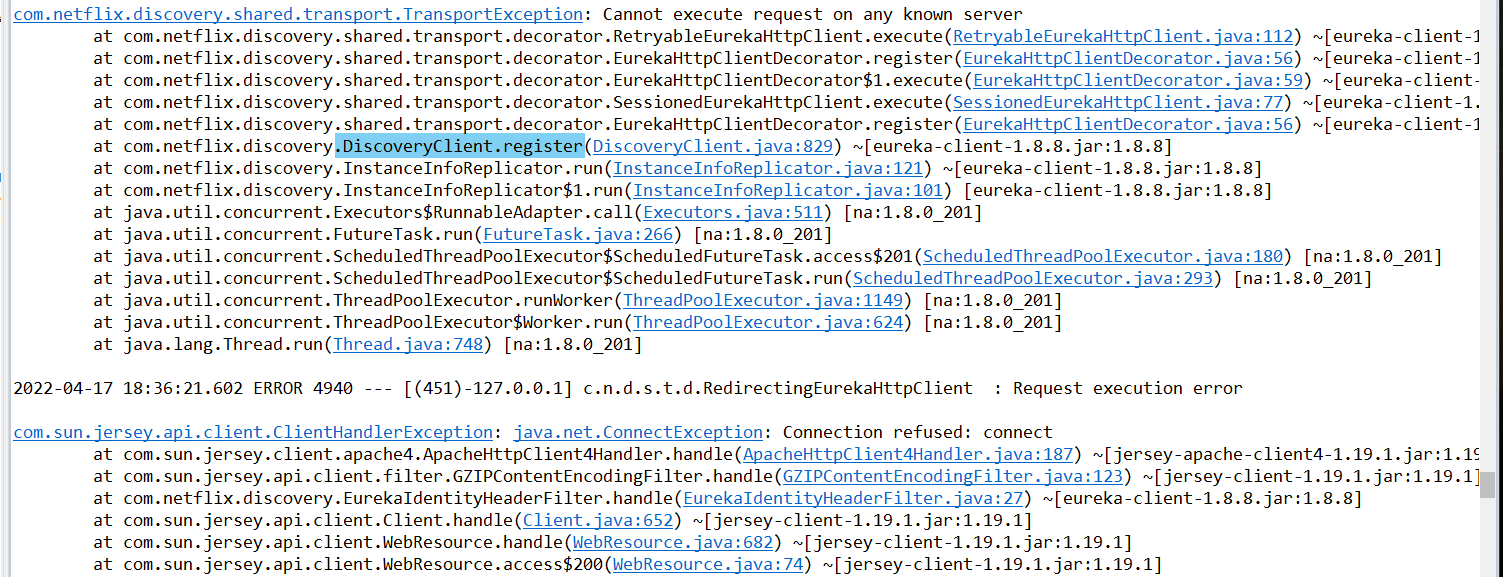 com.netflix.discovery.shared.transport.TransportException: Cannot execute request on any known server
at com.netflix.discovery.shared.transport.decorator.RetryableEurekaHttpClient.execute(RetryableEurekaHttpClient.java:112) ~[eureka-client-1
at com.netflix.discovery.shared.transport.decorator.EurekaHttpClientDecorator.register(EurekaHttpClientDecorator.java:56) ~[eureka-client-1
at com.netflix.discovery.shared.transport.decorator.EurekaHttpClientDecorator$1.execute(EurekaHttpClientDecorator.java:59) ~[eureka-client-
at com.netflix.discovery.shared.transport.decorator.SessionedEurekaHttpClient.execute(SessionedEurekaHttpClient.java:77) ~[eureka-client-1.
at com.netflix.discovery.shared.transport.decorator.EurekaHttpClientDecorator.register(EurekaHttpClientDecorator.java:56) ~[eureka-client-1
at com.netflix.discovery.DiscoveryClient.register(DiscoveryClient.java:829) ~[eureka-client-1.8.8.jar:1.8.8]
at com.netflix.discovery.InstanceInfoReplicator.run(InstanceInfoReplicator.java:121) ~[eureka-client-1.8.8.jar:1.8.8]
at com.netflix.discovery.InstanceInfoReplicator$1.run(InstanceInfoReplicator.java:101) [eureka-client-1.8.8.jar:1.8.8]
at java.util.concurrent.Executors$RunnableAdapter.call(Executors.java:511) [na:1.8.0_201]
at java.util.concurrent.FutureTask.run(FutureTask.java:266) [na:1.8.0_201]
at java.util.concurrent.ScheduledThreadPoolExecutor$ScheduledFutureTask.access$201(ScheduledThreadPoolExecutor.java:180) [na:1.8.0_201]
at java.util.concurrent.ScheduledThreadPoolExecutor$ScheduledFutureTask.run(ScheduledThreadPoolExecutor.java:293) [na:1.8.0_201]
at java.util.concurrent.ThreadPoolExecutor.runWorker(ThreadPoolExecutor.java:1149) [na:1.8.0_201]
at java.util.concurrent.ThreadPoolExecutor$Worker.run(ThreadPoolExecutor.java:624) [na:1.8.0_201]
at java.lang.Thread.run(Thread.java:748) [na:1.8.0_201]
2022-04-17 18:36:21.602 ERROR 4940 --- [(451)-127.0.0.1] c.n.d.s.t.d.RedirectingEurekaHttpClient  : Request execution error
com.sun.jersey.api.client.ClientHandlerException: java.net.ConnectException: Connection refused: connect
at com.sun.jersey.client.apache4.ApacheHttpClient4Handler.handle(ApacheHttpClient4Handler.java:187) ~[jersey-apache-client4-1.19.1.jar:1.19
at com.sun.jersey.api.client.filter.GZIPContentEncodingFilter.handle(GZIPContentEncodingFilter.java:123) ~[jersey-client-1.19.1.jar:1.19.1]
at com.netflix.discovery.EurekaIdentityHeaderFilter.handle(EurekaIdentityHeaderFilter.java:27) ~[eureka-client-1.8.8.jar:1.8.8]
at com.sun.jersey.api.client.Client.handle(Client.java:652) ~[jersey-client-1.19.1.jar:1.19.1]
at com.sun.jersey.api.client.WebResource.handle(WebResource.java:682) ~[jersey-client-1.19.1.jar:1.19.1]
at com.sun.jersey.api.client.WebResource.access$200(WebResource.java:74) ~[jersey-client-1.19.1.jar:1.19.1]